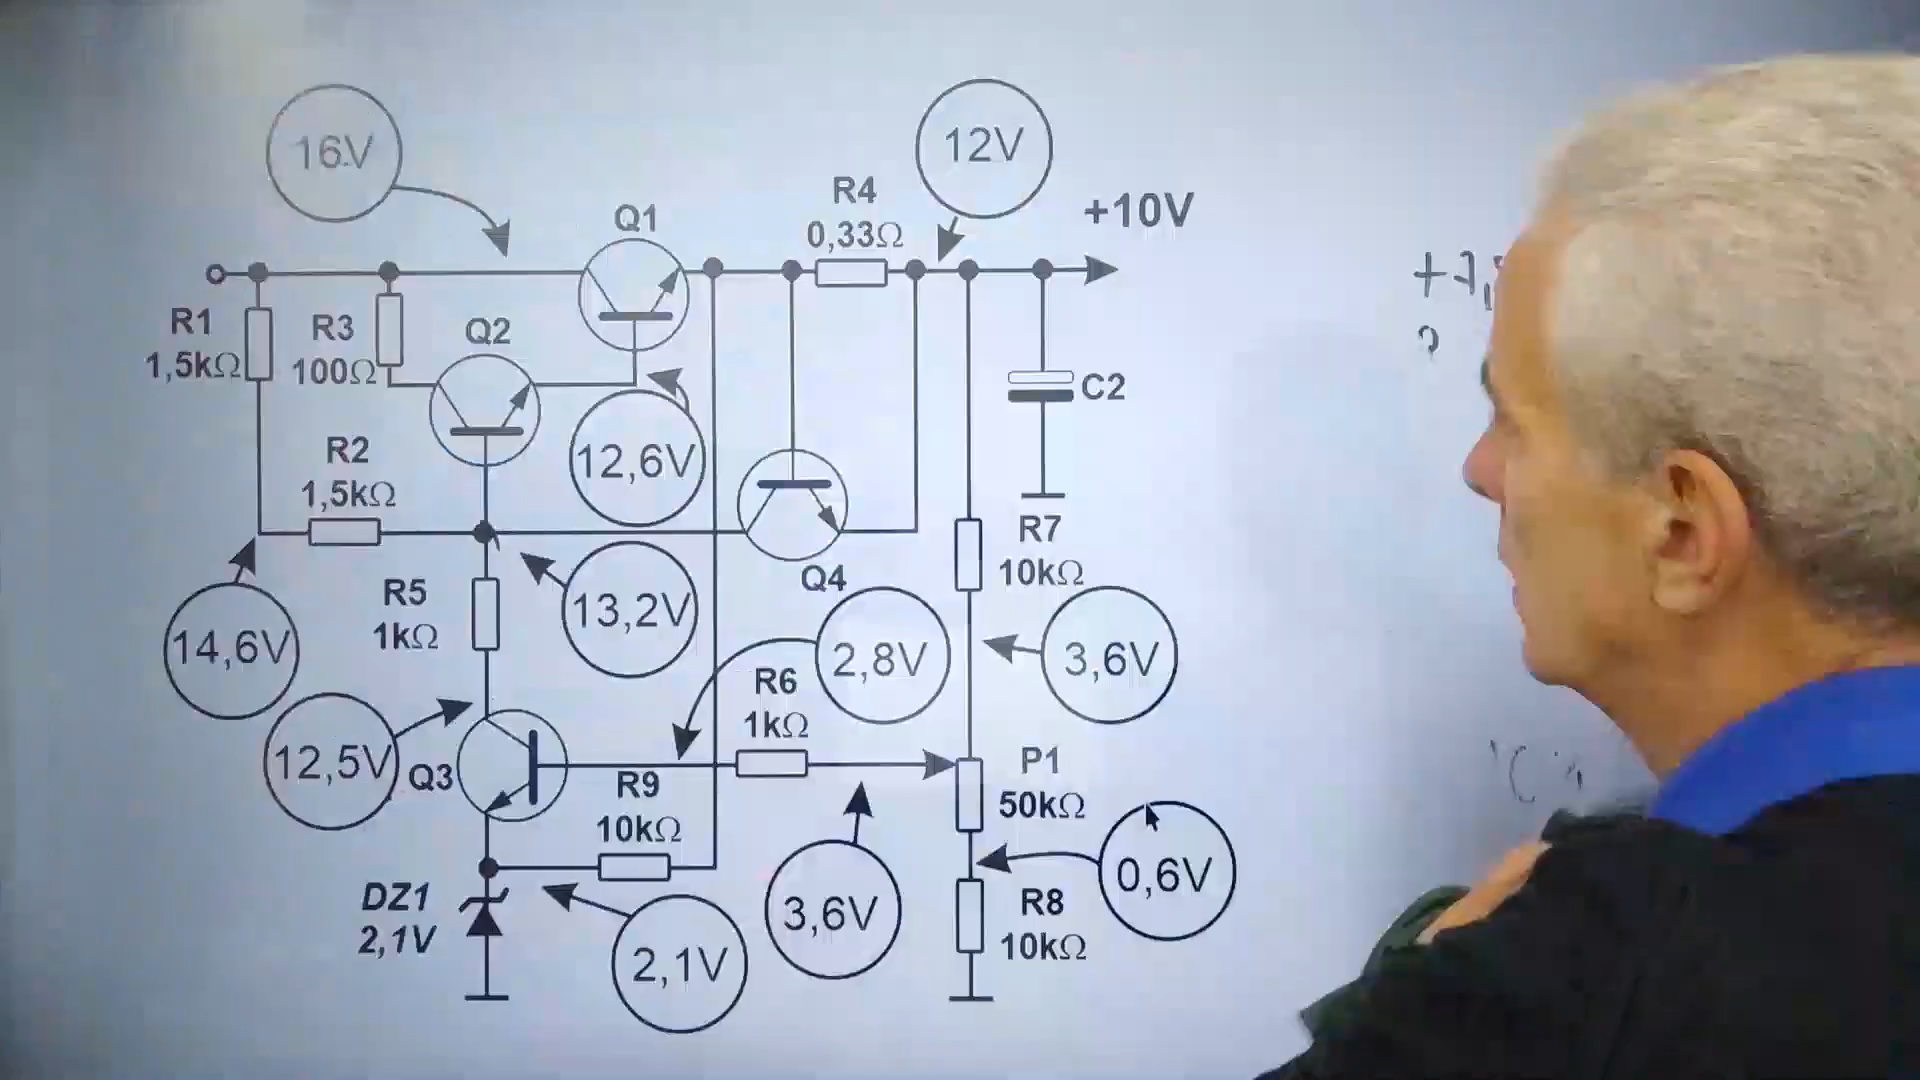 16V
12V
R4
0,33Ω
+10V
Q1
R1
1,5kΩ
R3
100Ω
Q2
C2
12,6V
R2
1,5kΩ
R7
10kΩ
Q4
R5
1kΩ
13,2V
14,6V
2,8V
3,6V
R6
1kΩ
12,5V
Q3
R9
10kΩ
P1
50kΩ
DZ1
2,1V
2,1V
3,6V
0,6V
R8
10kΩ